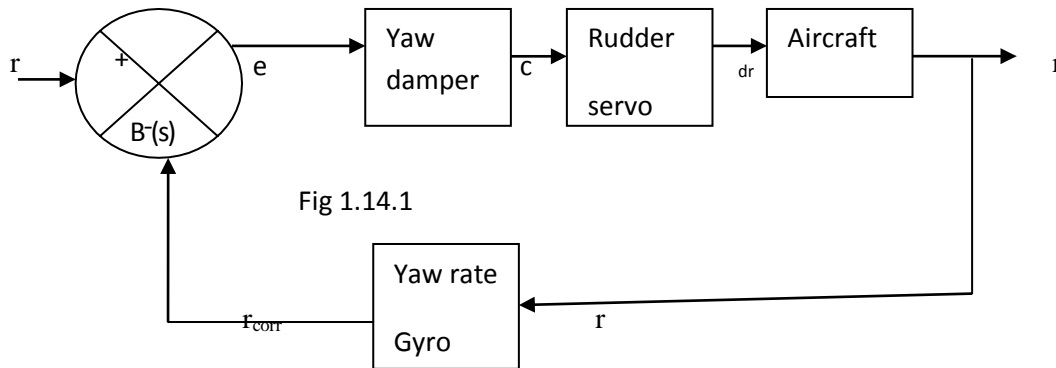 r
+
B⁻(s)
e
Yaw
damper
c
Rudder
servo
dr
Aircraft
r
Fig 1.14.1
Yaw rate
Gyro
r
rcorr